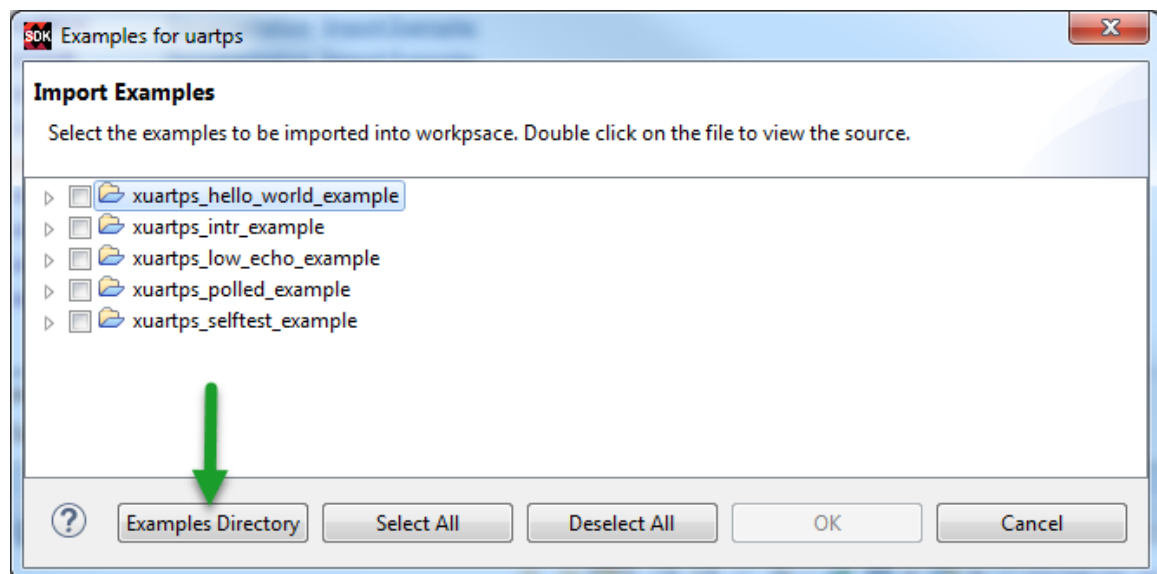 SDK Examples for uartps
Import Examples
Select the examples to be imported into workpsace. Double click on the file to view the source.
xuartps_hello_world_example
xuartps_intr_example
xuartps_low_echo_example
xuartps_polled_example
xuartps_selftest_example
? Examples Directory Select All Deselect All OK Cancel